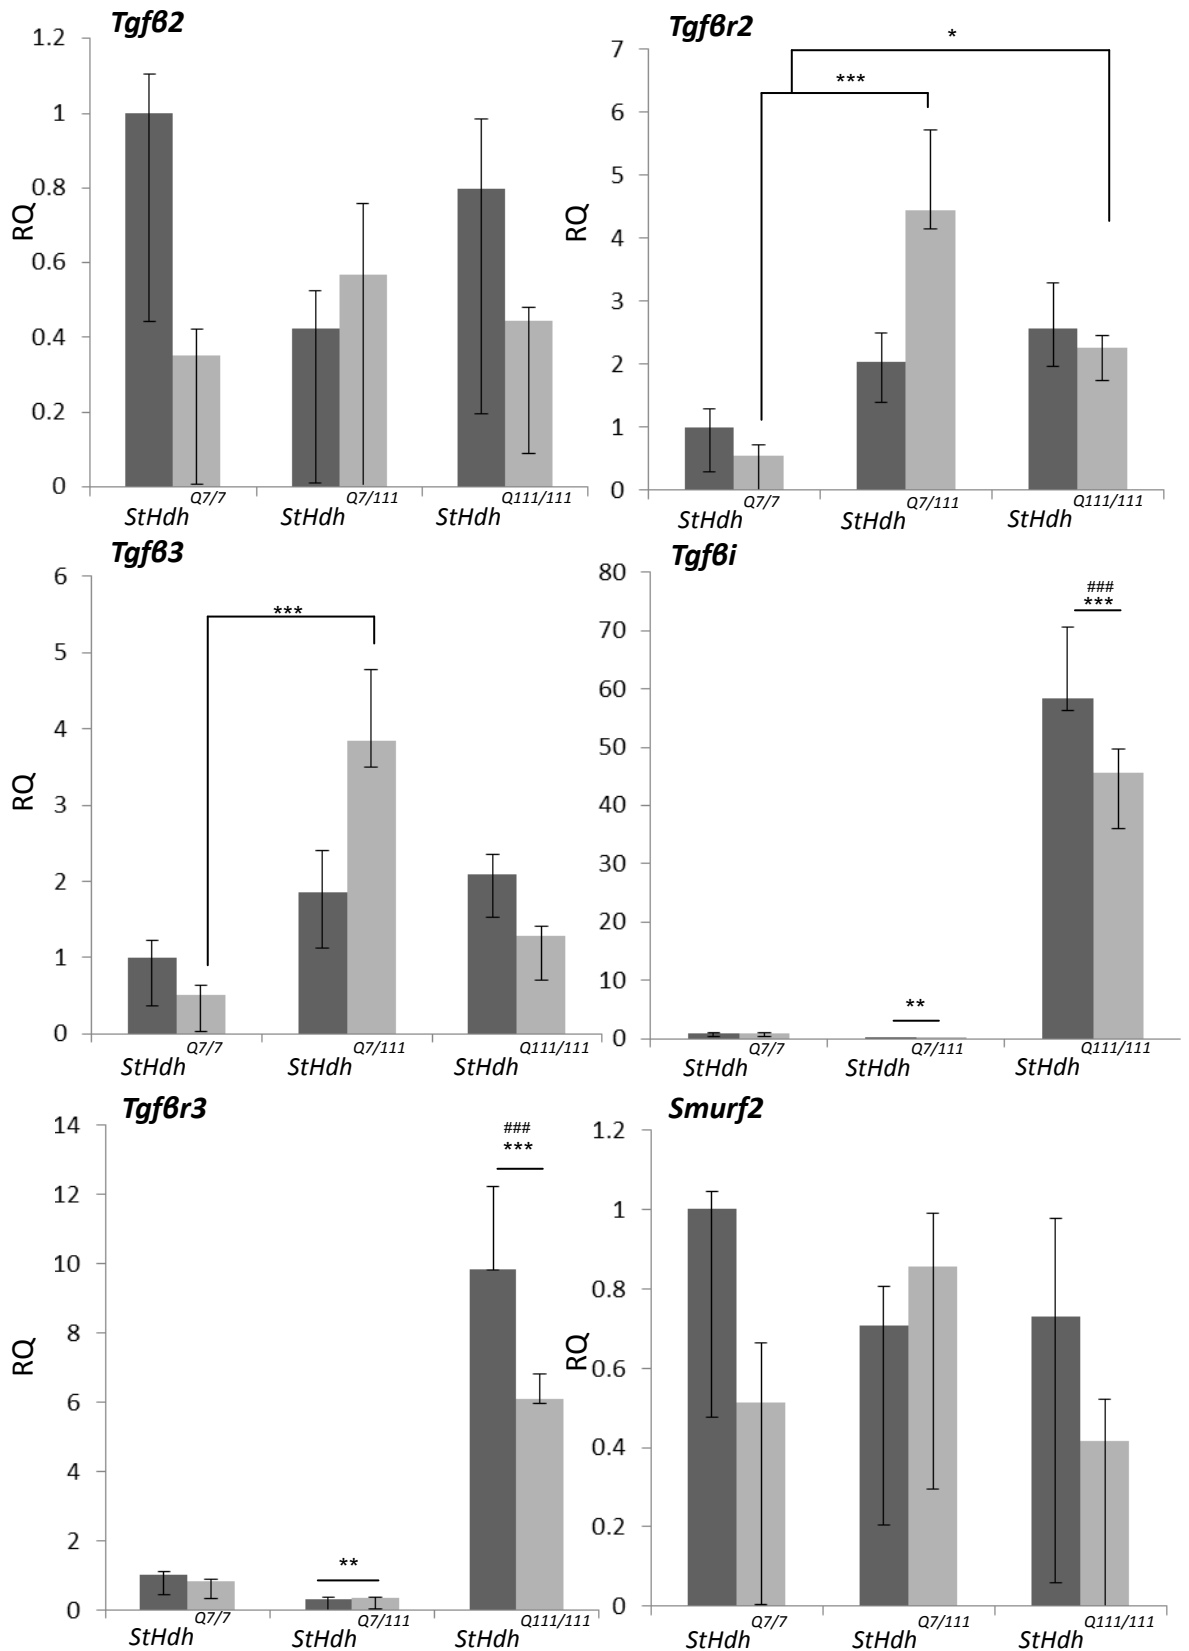 Tgfβ2
RQ
1.2
1
0.8
0.6
0.4
0.2
0
StHdh Q7/7
StHdh Q7/111
StHdh Q111/111
Tgfβr2
RQ
7
6
5
4
3
2
1
0
***
*
StHdh Q7/7
StHdh Q7/111
StHdh Q111/111
Tgfβ3
RQ
6
5
4
3
2
1
0
***
StHdh Q7/7
StHdh Q7/111
StHdh Q111/111
Tgfβi
80
70
60
50
40
30
20
10
0
**
###
***
StHdh Q7/7
StHdh Q7/111
StHdh Q111/111
Tgfβr3
RQ
14
12
10
8
6
4
2
0
**
###
***
StHdh Q7/7
StHdh Q7/111
StHdh Q111/111
Smurf2
RQ
1.2
1
0.8
0.6
0.4
0.2
0
StHdh Q7/7
StHdh Q7/111
StHdh Q111/111